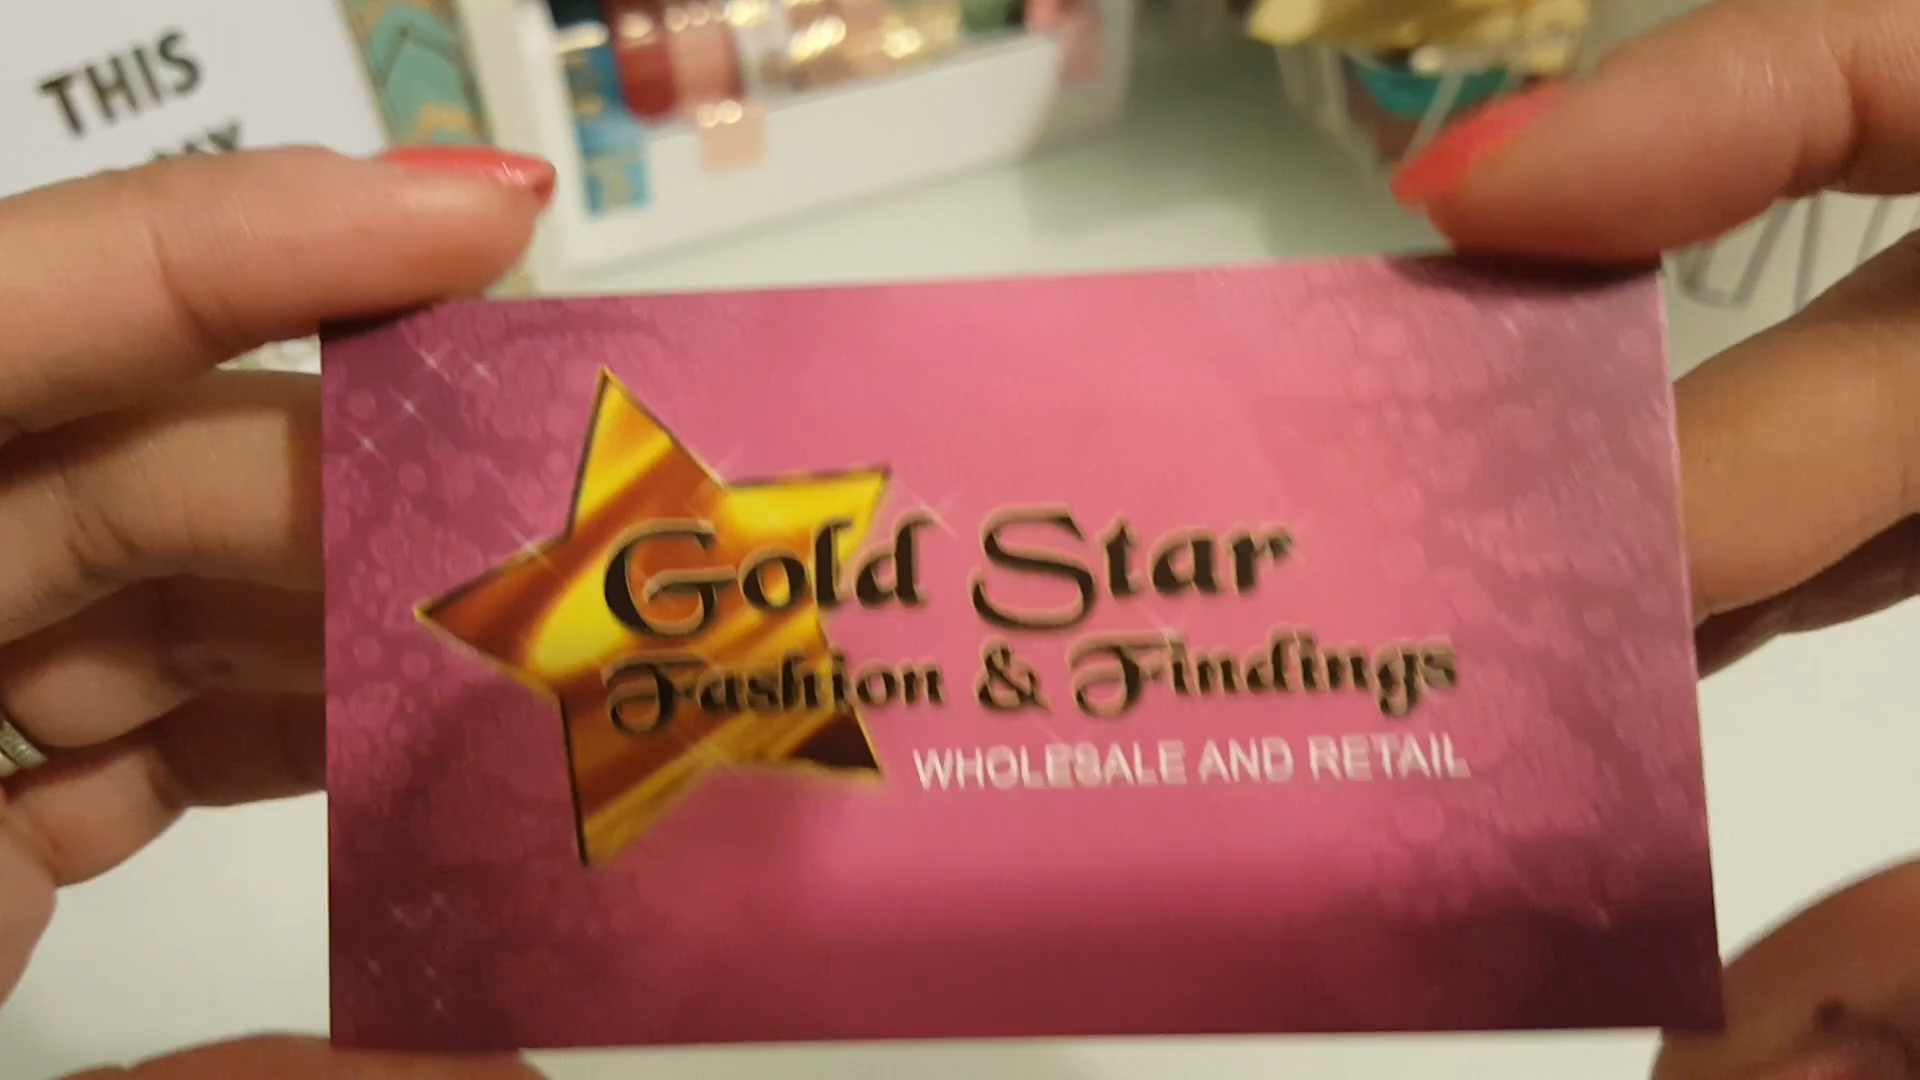 THIS
Gold Star
Fashion & Findings
WHOLESALE AND RETAIL